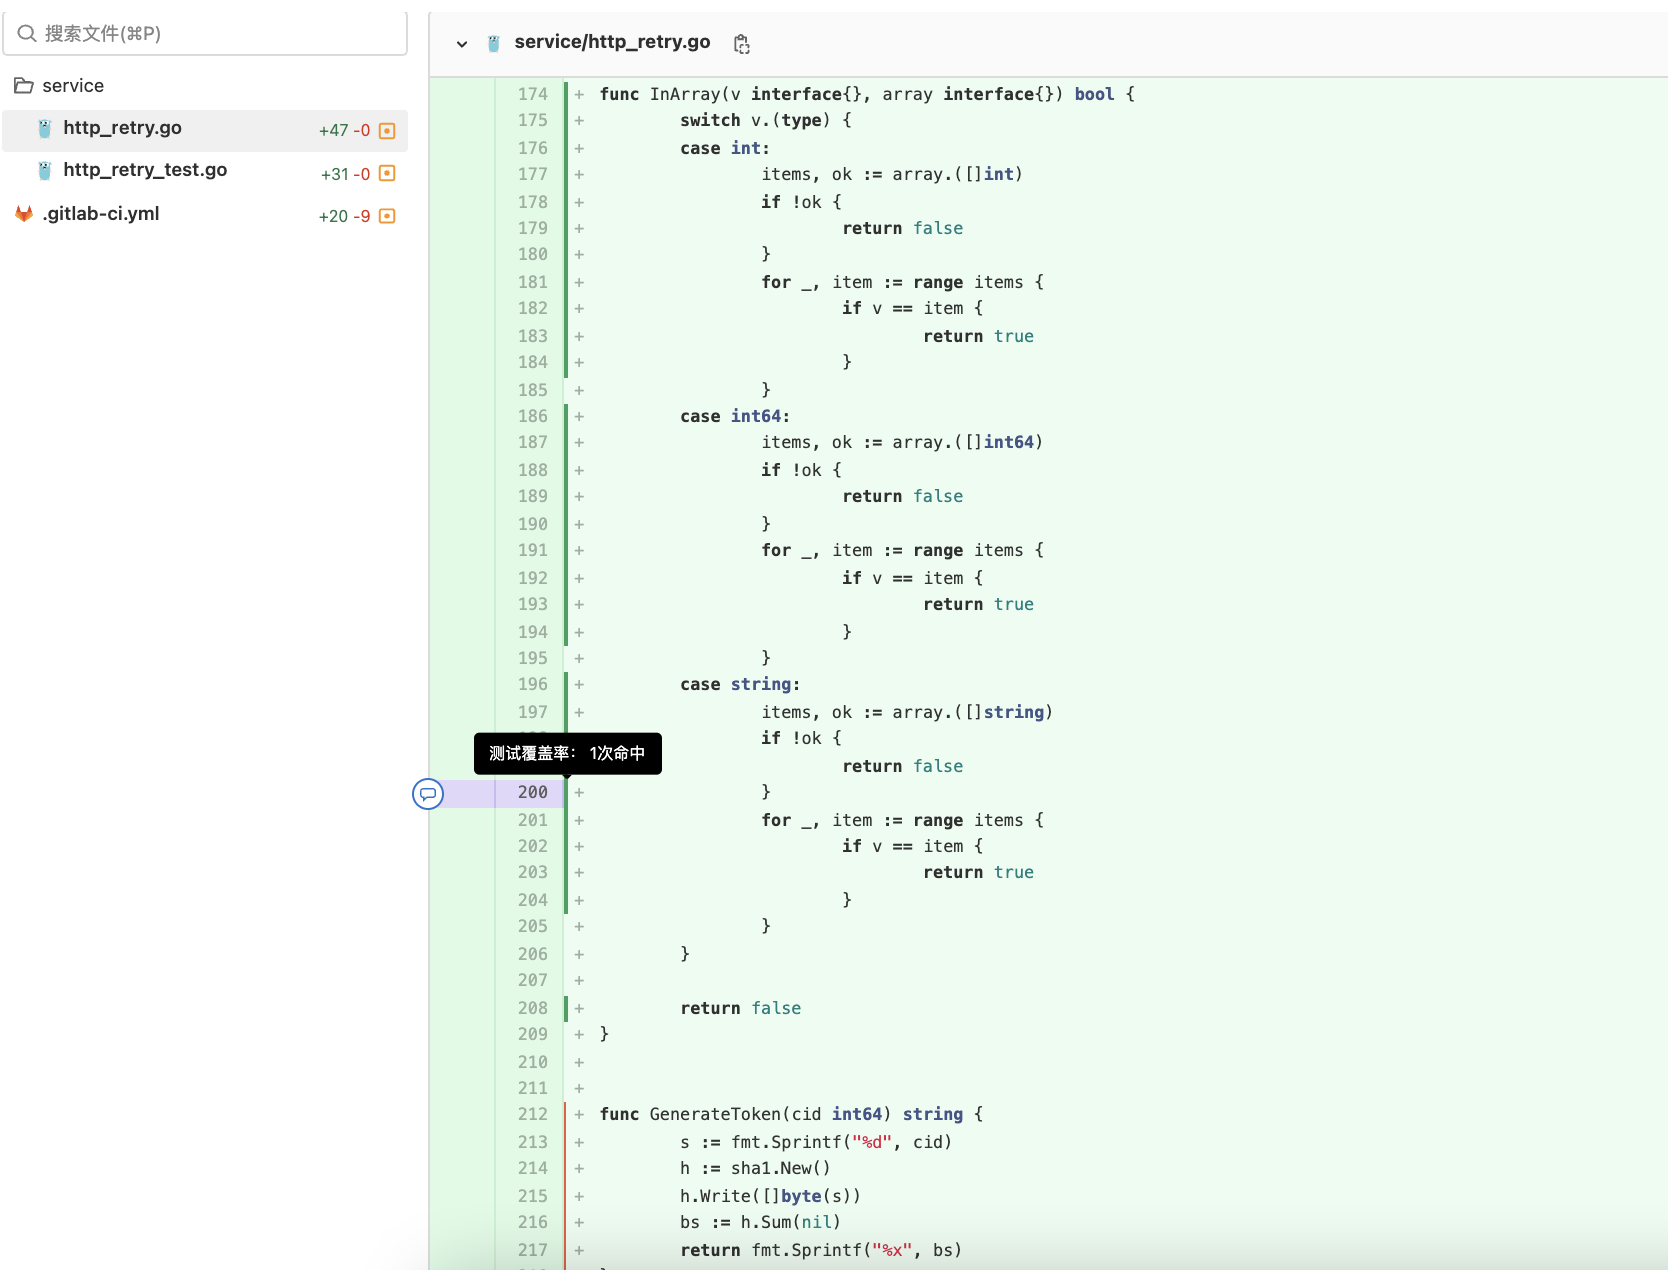 搜索文件(⌘P)
service
http_retry.go +47 -0
http_retry_test.go +31 -0
.gitlab-ci.yml +20 -9
service/http_retry.go
174 + func InArray(v interface{}, array interface{}) bool {
175 + switch v.(type) {
176 + case int:
177 + items, ok := array.([]int)
178 + if !ok {
179 + return false
180 + }
181 + for _, item := range items {
182 + if v == item {
183 + return true
184 + }
185 + }
186 + case int64:
187 + items, ok := array.([]int64)
188 + if !ok {
189 + return false
190 + }
191 + for _, item := range items {
192 + if v == item {
193 + return true
194 + }
195 + }
196 + case string:
197 + items, ok := array.([]string)
if !ok {
测试覆盖率： 1次命中
return false
200 + }
201 + for _, item := range items {
202 + if v == item {
203 + return true
204 + }
205 + }
206 + }
207 +
208 + return false
209 + }
210 +
211 +
212 + func GenerateToken(cid int64) string {
213 + s := fmt.Sprintf("%d", cid)
214 + h := sha1.New()
215 + h.Write([]byte(s))
216 + bs := h.Sum(nil)
217 + return fmt.Sprintf("%x", bs)